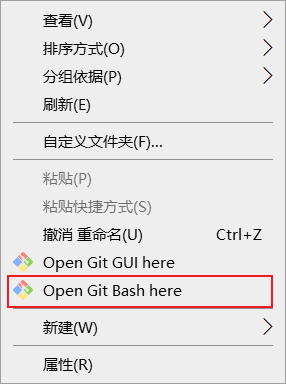 查看(V)
排序方式(O)
分组依据(P)
刷新(E)
自定义文件夹(F)...
粘贴(P)
粘贴快捷方式(S)
撤消 重命名(U) Ctrl+Z
Open Git GUI here
Open Git Bash here
新建(W)
属性(R)